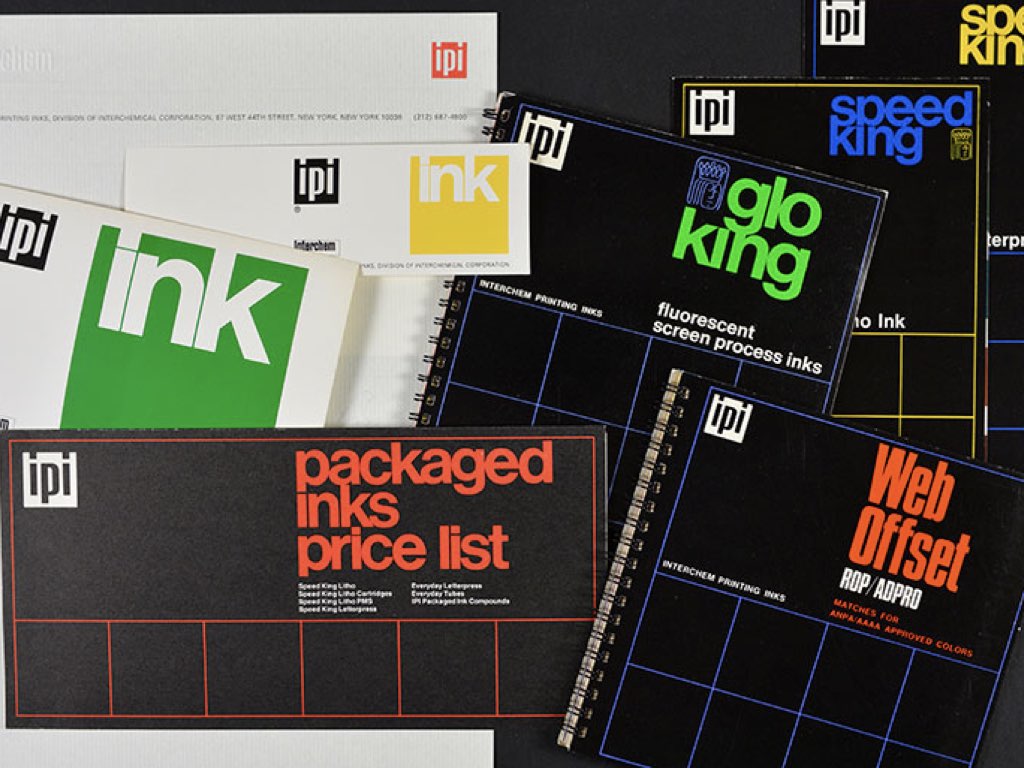 chem
ipi
PRINTING INKS, DIVISION OF INTERCHEMICAL CORPORATION, 67 WEST 44TH STREET, NEW YORK, NEW YORK 10036 (212) 687-4800
ipi
®
ink
Interchem
INKS, DIVISION OF INTERCHEMICAL CORPORATION
ipi
ink
ipi
packaged
inks
price list
Speed King Litho
Speed King Litho Cartridges
Speed King Litho PMS
Speed King Letterpress
Everyday Letterpress
Everyday Tubes
IPI Packaged Ink Compounds
ipi
glo
king
INTERCHEM PRINTING INKS
fluorescent
screen process inks
ipi
speed
king
ho Ink
ipi
spe
kin
terpr
ipi
Web
Offset
ROP/ADPRO
INTERCHEM PRINTING INKS
MATCHES FOR
ANPA/AAAA APPROVED COLORS